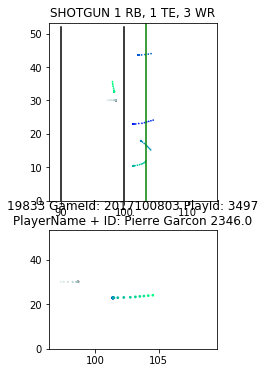 SHOTGUN 1 RB, 1 TE, 3 WR
50
40
30
20
10
0
90 100 110
19833 GameId: 2017100803 PlayId: 3497
PlayerName + ID: Pierre Garcon 2346.0
40
20
0
100 105